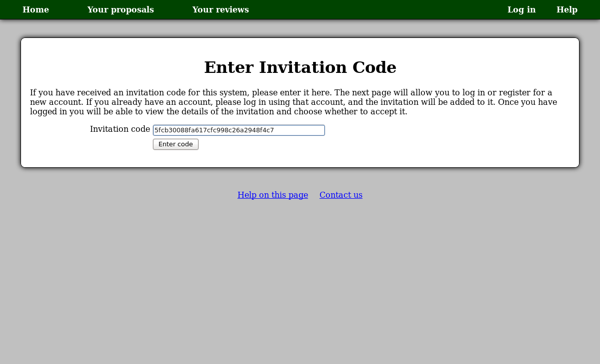 Home Your proposals Your reviews Log in Help
Enter Invitation Code
If you have received an invitation code for this system, please enter it here. The next page will allow you to log in or register for a
new account. If you already have an account, please log in using that account, and the invitation will be added to it. Once you have
logged in you will be able to view the details of the invitation and choose whether to accept it.
Invitation code 5fcb30088fa617cfc998c26a2948f4c7
Enter code
Help on this page Contact us